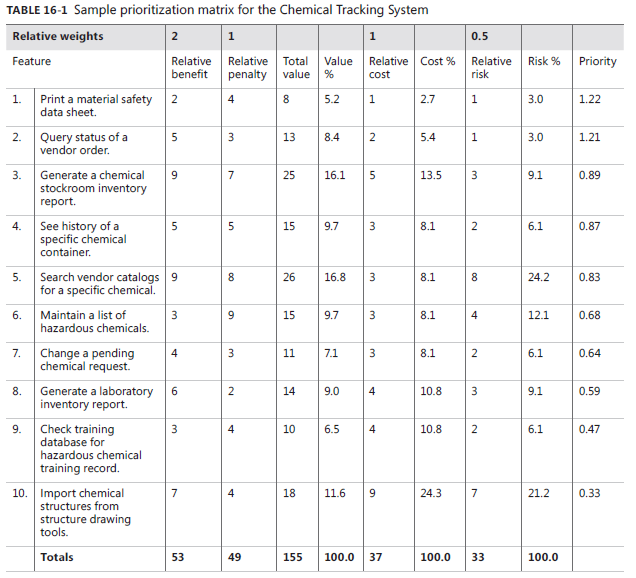 TABLE 16-1 Sample prioritization matrix for the Chemical Tracking System
Relative weights 2 1 1 0.5
Feature Relative benefit Relative penalty Total value Value % Relative cost Cost % Relative risk Risk % Priority
1. Print a material safety data sheet. 2 4 8 5.2 1 2.7 1 3.0 1.22
2. Query status of a vendor order. 5 3 13 8.4 2 5.4 1 3.0 1.21
3. Generate a chemical stockroom inventory report. 9 7 25 16.1 5 13.5 3 9.1 0.89
4. See history of a specific chemical container. 5 5 15 9.7 3 8.1 2 6.1 0.87
5. Search vendor catalogs for a specific chemical. 9 8 26 16.8 3 8.1 8 24.2 0.83
6. Maintain a list of hazardous chemicals. 3 9 15 9.7 3 8.1 4 12.1 0.68
7. Change a pending chemical request. 4 3 11 7.1 3 8.1 2 6.1 0.64
8. Generate a laboratory inventory report. 6 2 14 9.0 4 10.8 3 9.1 0.59
9. Check training database for hazardous chemical training record. 3 4 10 6.5 4 10.8 2 6.1 0.47
10. Import chemical structures from structure drawing tools. 7 4 18 11.6 9 24.3 7 21.2 0.33
Totals 53 49 155 100.0 37 100.0 33 100.0